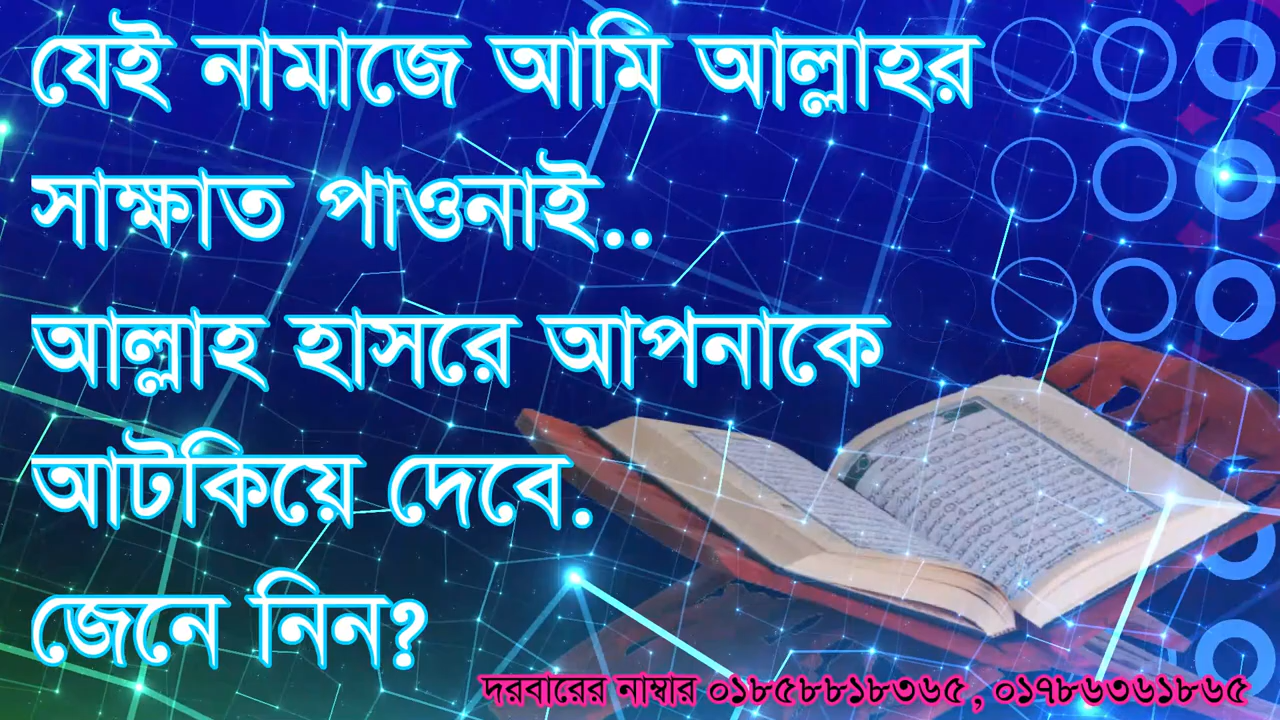 যেই নামাজে আমি আল্লাহর
সাক্ষাত পাওনাই..
আল্লাহ হাসরে আপনাকে
আটকিয়ে দেবে.
জেনে নিন?
দরবারের নাম্বার ০১৮৫৮৮১৮৩৬৫, ০১৭৮৬৩৬১৮৬৫